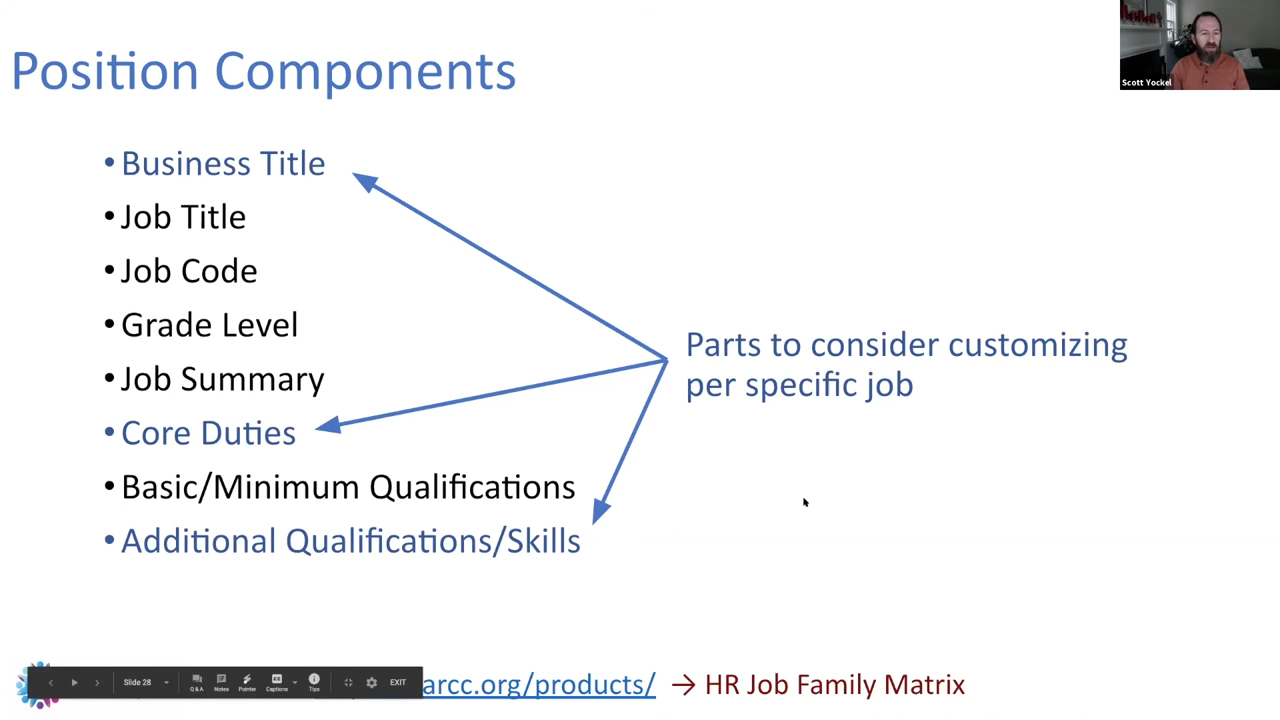 Position Components
Scott Yockel
• Business Title
• Job Title
• Job Code
• Grade Level
• Job Summary
• Core Duties
• Basic/Minimum Qualifications
• Additional Qualifications/Skills
Parts to consider customizing
per specific job
Slide 28
Q&A
Notes
Pointer
Captions
Tips
EXIT
arcc.org/products/ → HR Job Family Matrix